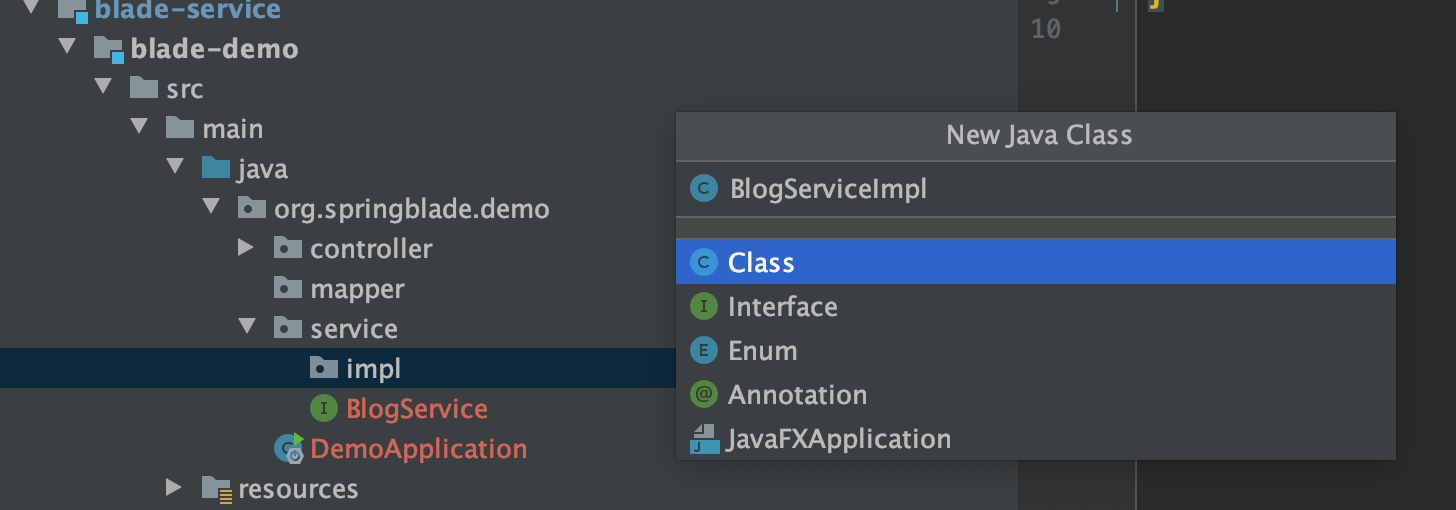 blade-service
blade-demo
src
main
java
org.springblade.demo
controller
mapper
service
impl
BlogService
DemoApplication
resources
10
}
New Java Class
C BlogServiceImpl
C Class
I Interface
E Enum
@ Annotation
JavaFXApplication